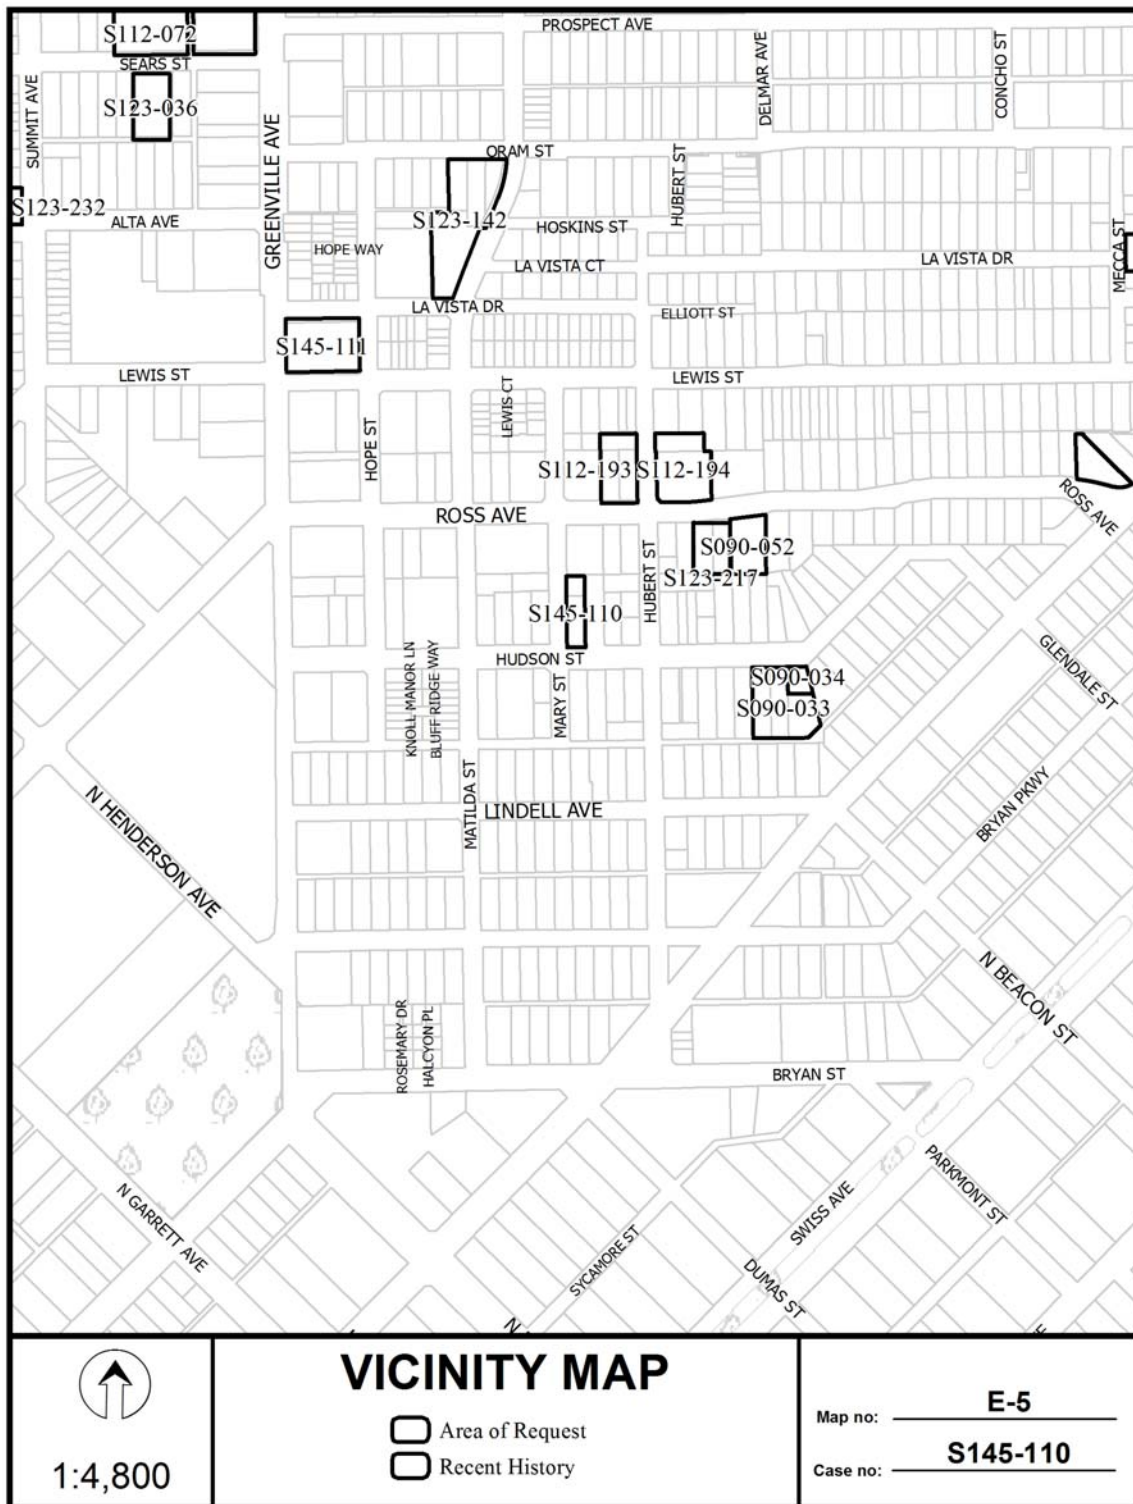 PROSPECT AVE
S112-072
SEARS ST
DELMAR AVE
CONCHO ST
SUMMIT AVE
S123-036
GREENVILLE AVE
ORAM ST
HUBERT ST
S123-232
ALTA AVE
S123-142
HOSKINS ST
HOPE WAY
LA VISTA CT
LA VISTA DR
MECCA ST
LA VISTA DR
ELLIOTT ST
S145-111
LEWIS ST
LEWIS ST
LEWIS CT
HOPE ST
S112-193
S112-194
ROSS AVE
ROSS AVE
HUBERT ST
S090-052
S123-217
S145-110
HUDSON ST
GLENDALE ST
KNOLL MANOR LN
BLUFF RIDGE WAY
MARY ST
S090-034
S090-033
MATILDA ST
LINDELL AVE
BRYAN PKWY
N HENDERSON AVE
N BEACON ST
ROSEMARY DR
HALCYON PL
BRYAN ST
PARKMONT ST
N GARRETT AVE
SWISS AVE
SYCAMORE ST
DUMAS ST
VICINITY MAP
Area of Request
Recent History
1:4,800
Map no: E-5
Case no: S145-110